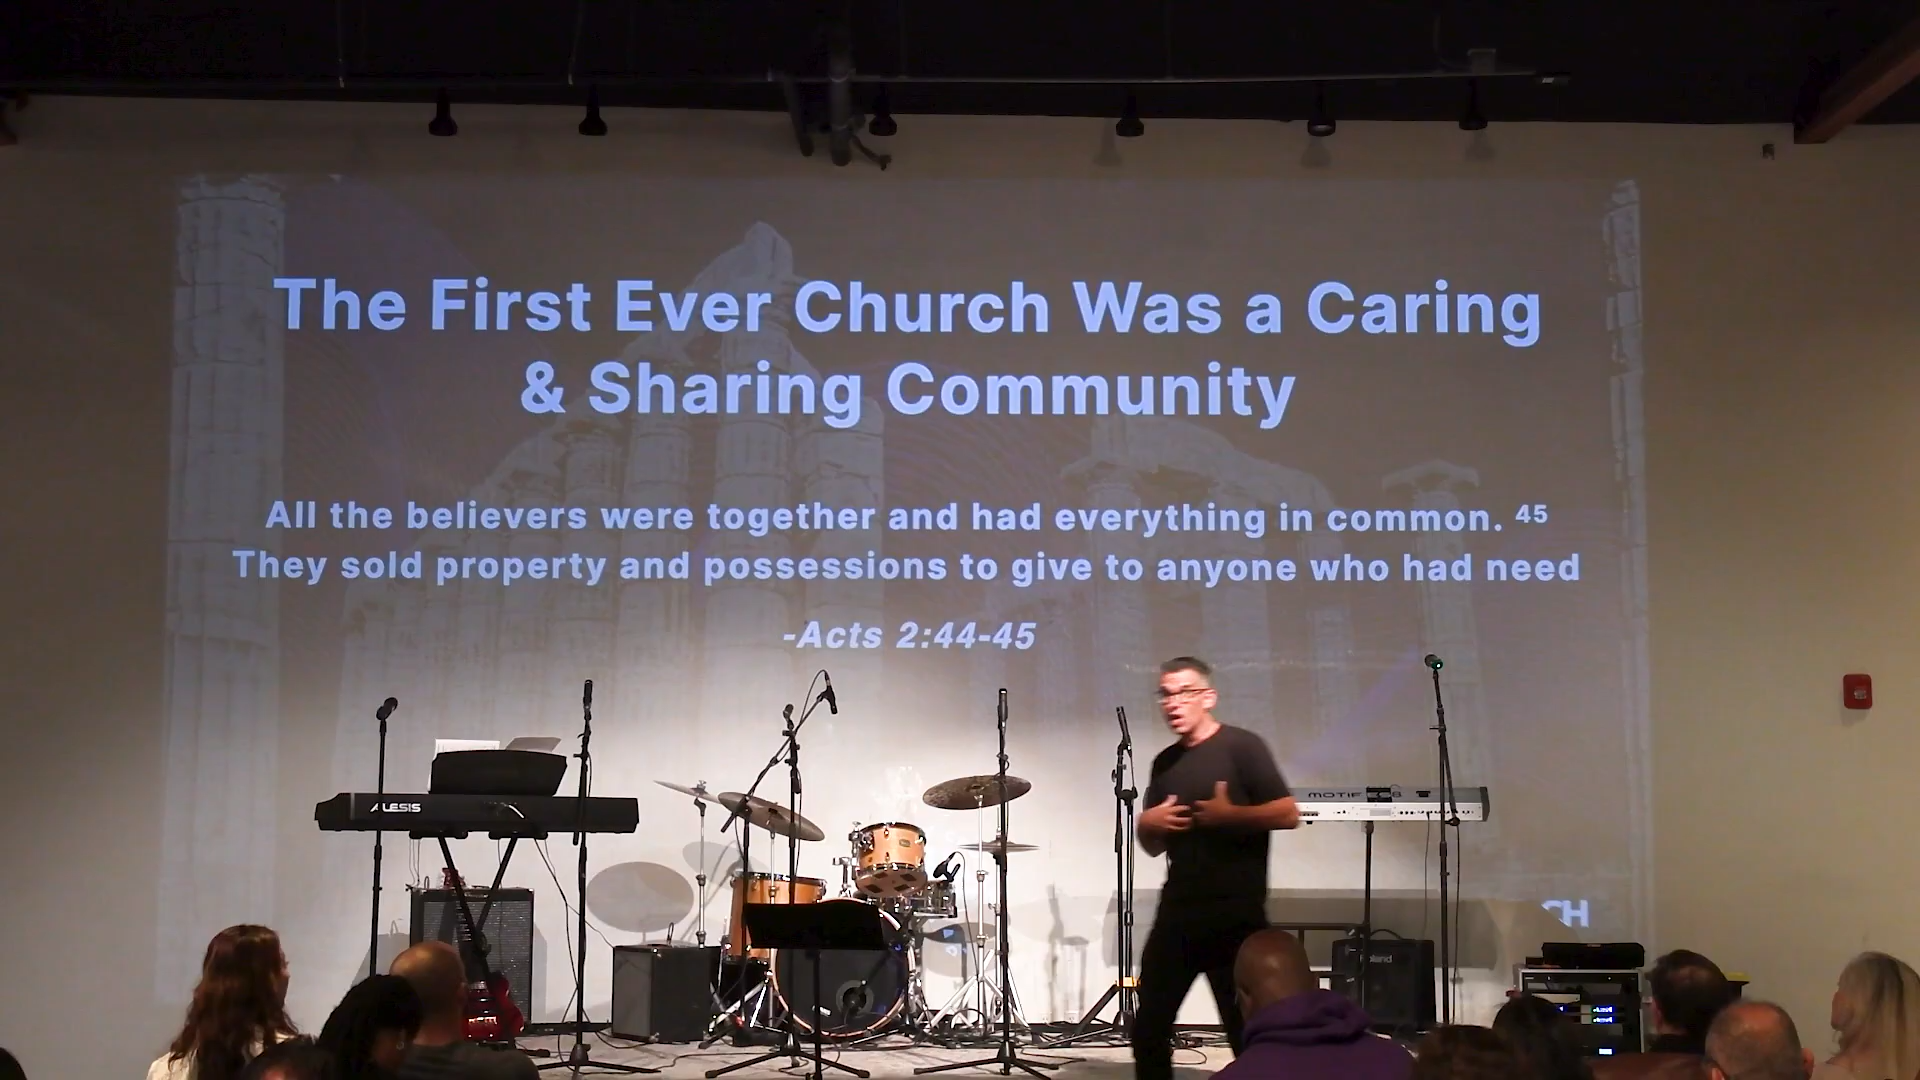 The First Ever Church Was a Caring
& Sharing Community
All the believers were together and had everything in common. 45
They sold property and possessions to give to anyone who had need
-Acts 2:44-45
ALESIS
MOTIF ES8
CH
Roland